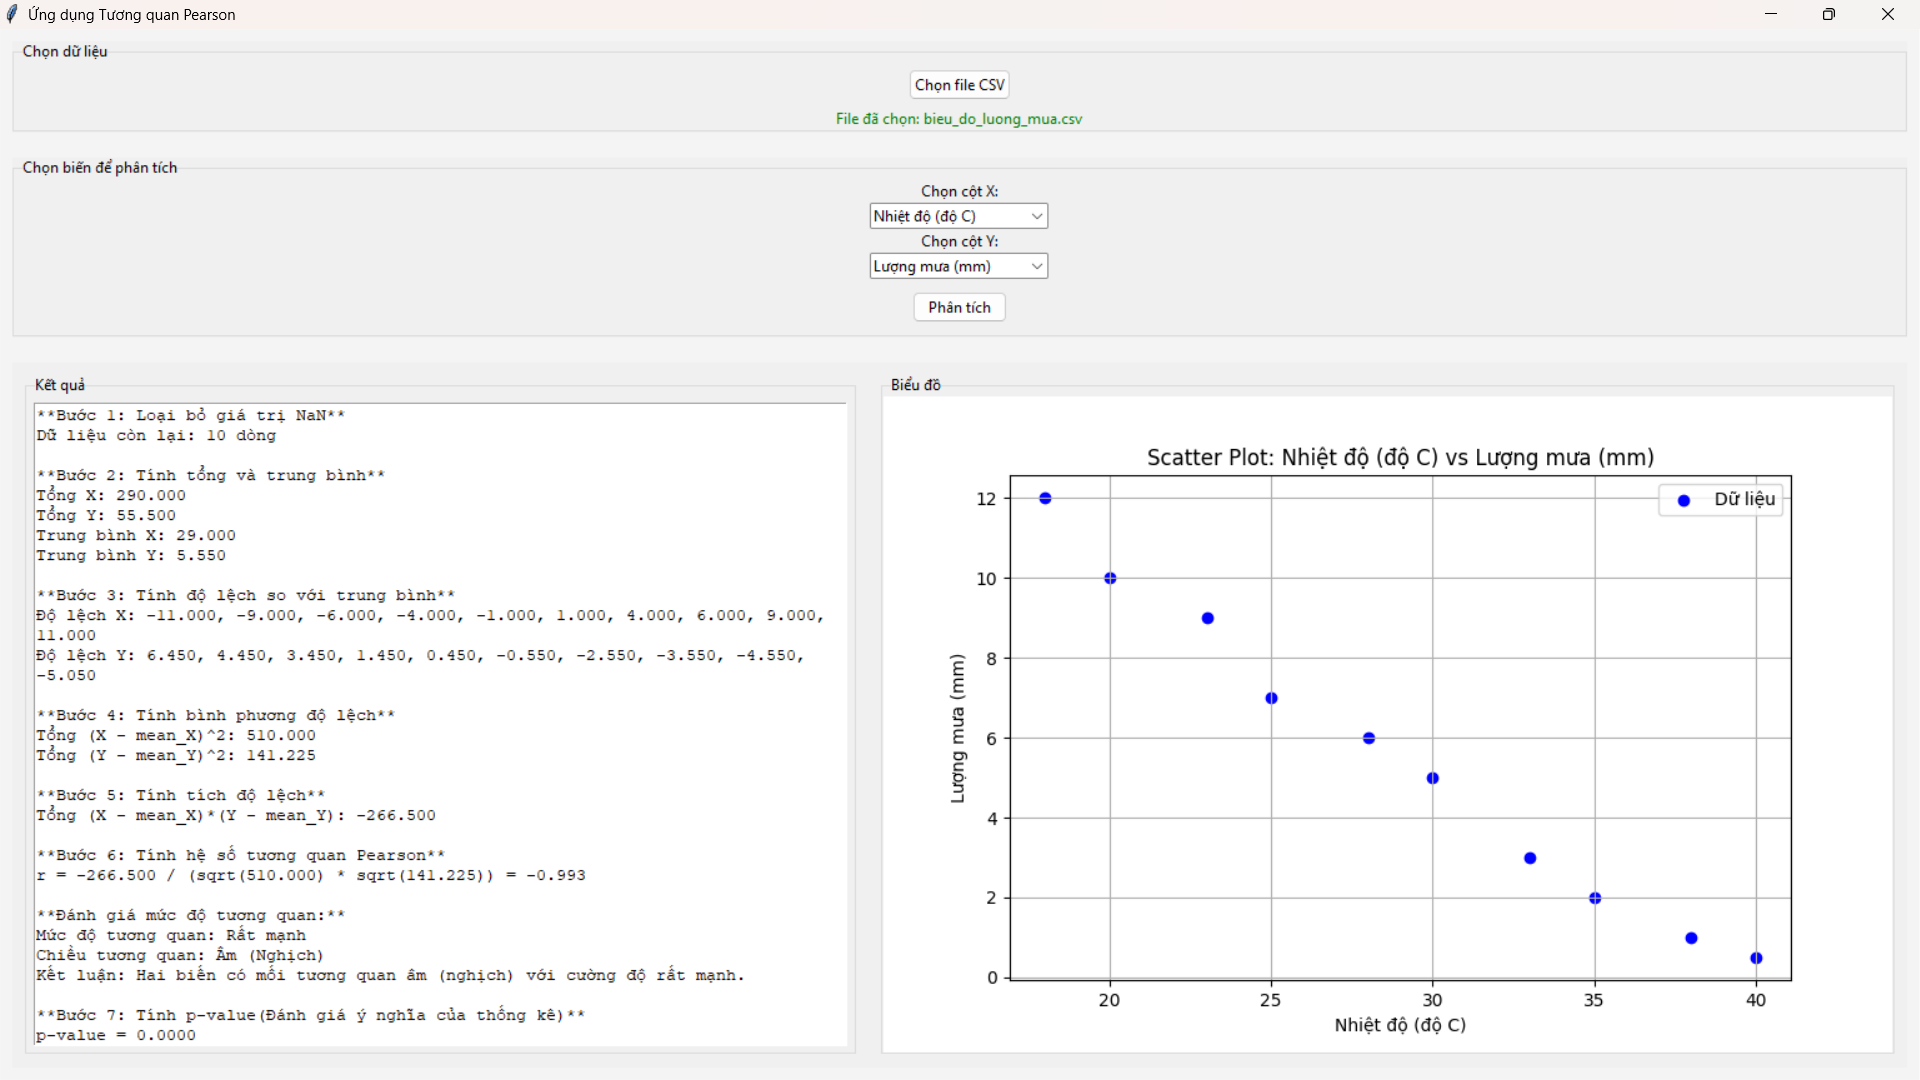 Ứng dụng Tương quan Pearson
Chọn dữ liệu
Chọn file CSV
File đã chọn: bieu_do_luong_mua.csv
Chọn biến để phân tích
Chọn cột X:
Nhiệt độ (độ C)
Chọn cột Y:
Lượng mưa (mm)
Phân tích
Kết quả
**Bước 1: Loại bỏ giá trị NaN**
Dữ liệu còn lại: 10 dòng
**Bước 2: Tính tổng và trung bình**
Tổng X: 290.000
Tổng Y: 55.500
Trung bình X: 29.000
Trung bình Y: 5.550
**Bước 3: Tính độ lệch so với trung bình**
Độ lệch X: -11.000, -9.000, -6.000, -4.000, -1.000, 1.000, 4.000, 6.000, 9.000,
11.000
Độ lệch Y: 6.450, 4.450, 3.450, 1.450, 0.450, -0.550, -2.550, -3.550, -4.550,
-5.050
**Bước 4: Tính bình phương độ lệch**
Tổng (X - mean_X)^2: 510.000
Tổng (Y - mean_Y)^2: 141.225
**Bước 5: Tính tích độ lệch**
Tổng (X - mean_X)*(Y - mean_Y): -266.500
**Bước 6: Tính hệ số tương quan Pearson**
r = -266.500 / (sqrt(510.000) * sqrt(141.225)) = -0.993
**Đánh giá mức độ tương quan:**
Mức độ tương quan: Rất mạnh
Chiều tương quan: Âm (Nghịch)
Kết luận: Hai biến có mối tương quan âm (nghịch) với cường độ rất mạnh.
**Bước 7: Tính p-value(Đánh giá ý nghĩa của thống kê)**
p-value = 0.0000
Biểu đồ
Scatter Plot: Nhiệt độ (độ C) vs Lượng mưa (mm)
Dữ liệu
12
10
8
6
4
2
0
Lượng mưa (mm)
20 25 30 35 40
Nhiệt độ (độ C)